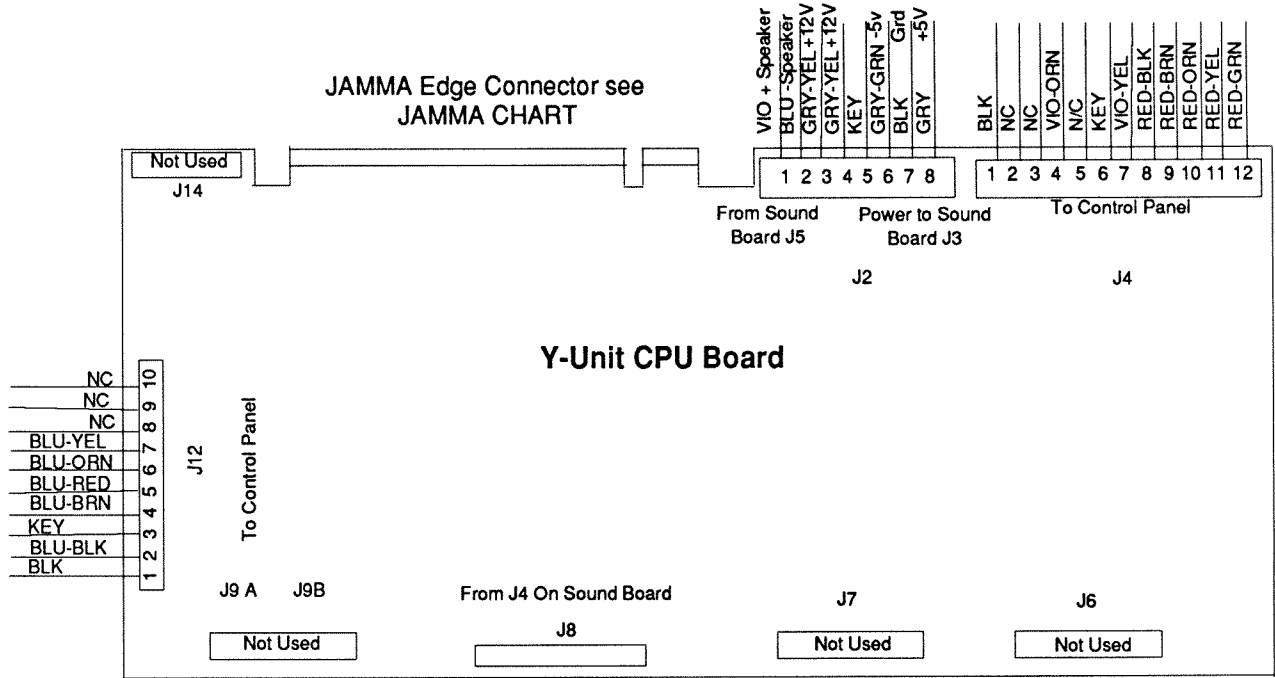 JAMMA Edge Connector see
JAMMA CHART
VIO + Speaker
BLU -Speaker
GRY-YEL+12V
GRY-YEL+12V
KEY
GRY-GRN -5v
BLK Grd
GRY +5V
BLK
NC
NC
VIO-ORN
N/C
KEY
VIO-YEL
RED-BLK
RED-BRN
RED-ORN
RED-YEL
RED-GRN
Not Used
J14
1 2 3 4 5 6 7 8
1 2 3 4 5 6 7 8 9 10 11 12
From Sound
Board J5
Power to Sound
Board J3
To Control Panel
J2
J4
Y-Unit CPU Board
NC 10
NC 9
NC 8
BLU-YEL 7
BLU-ORN 6
BLU-RED 5
BLU-BRN 4
KEY 3
BLU-BLK 2
BLK 1
J12
To Control Panel
J9 A
J9B
Not Used
From J4 On Sound Board
J8
J7
Not Used
J6
Not Used